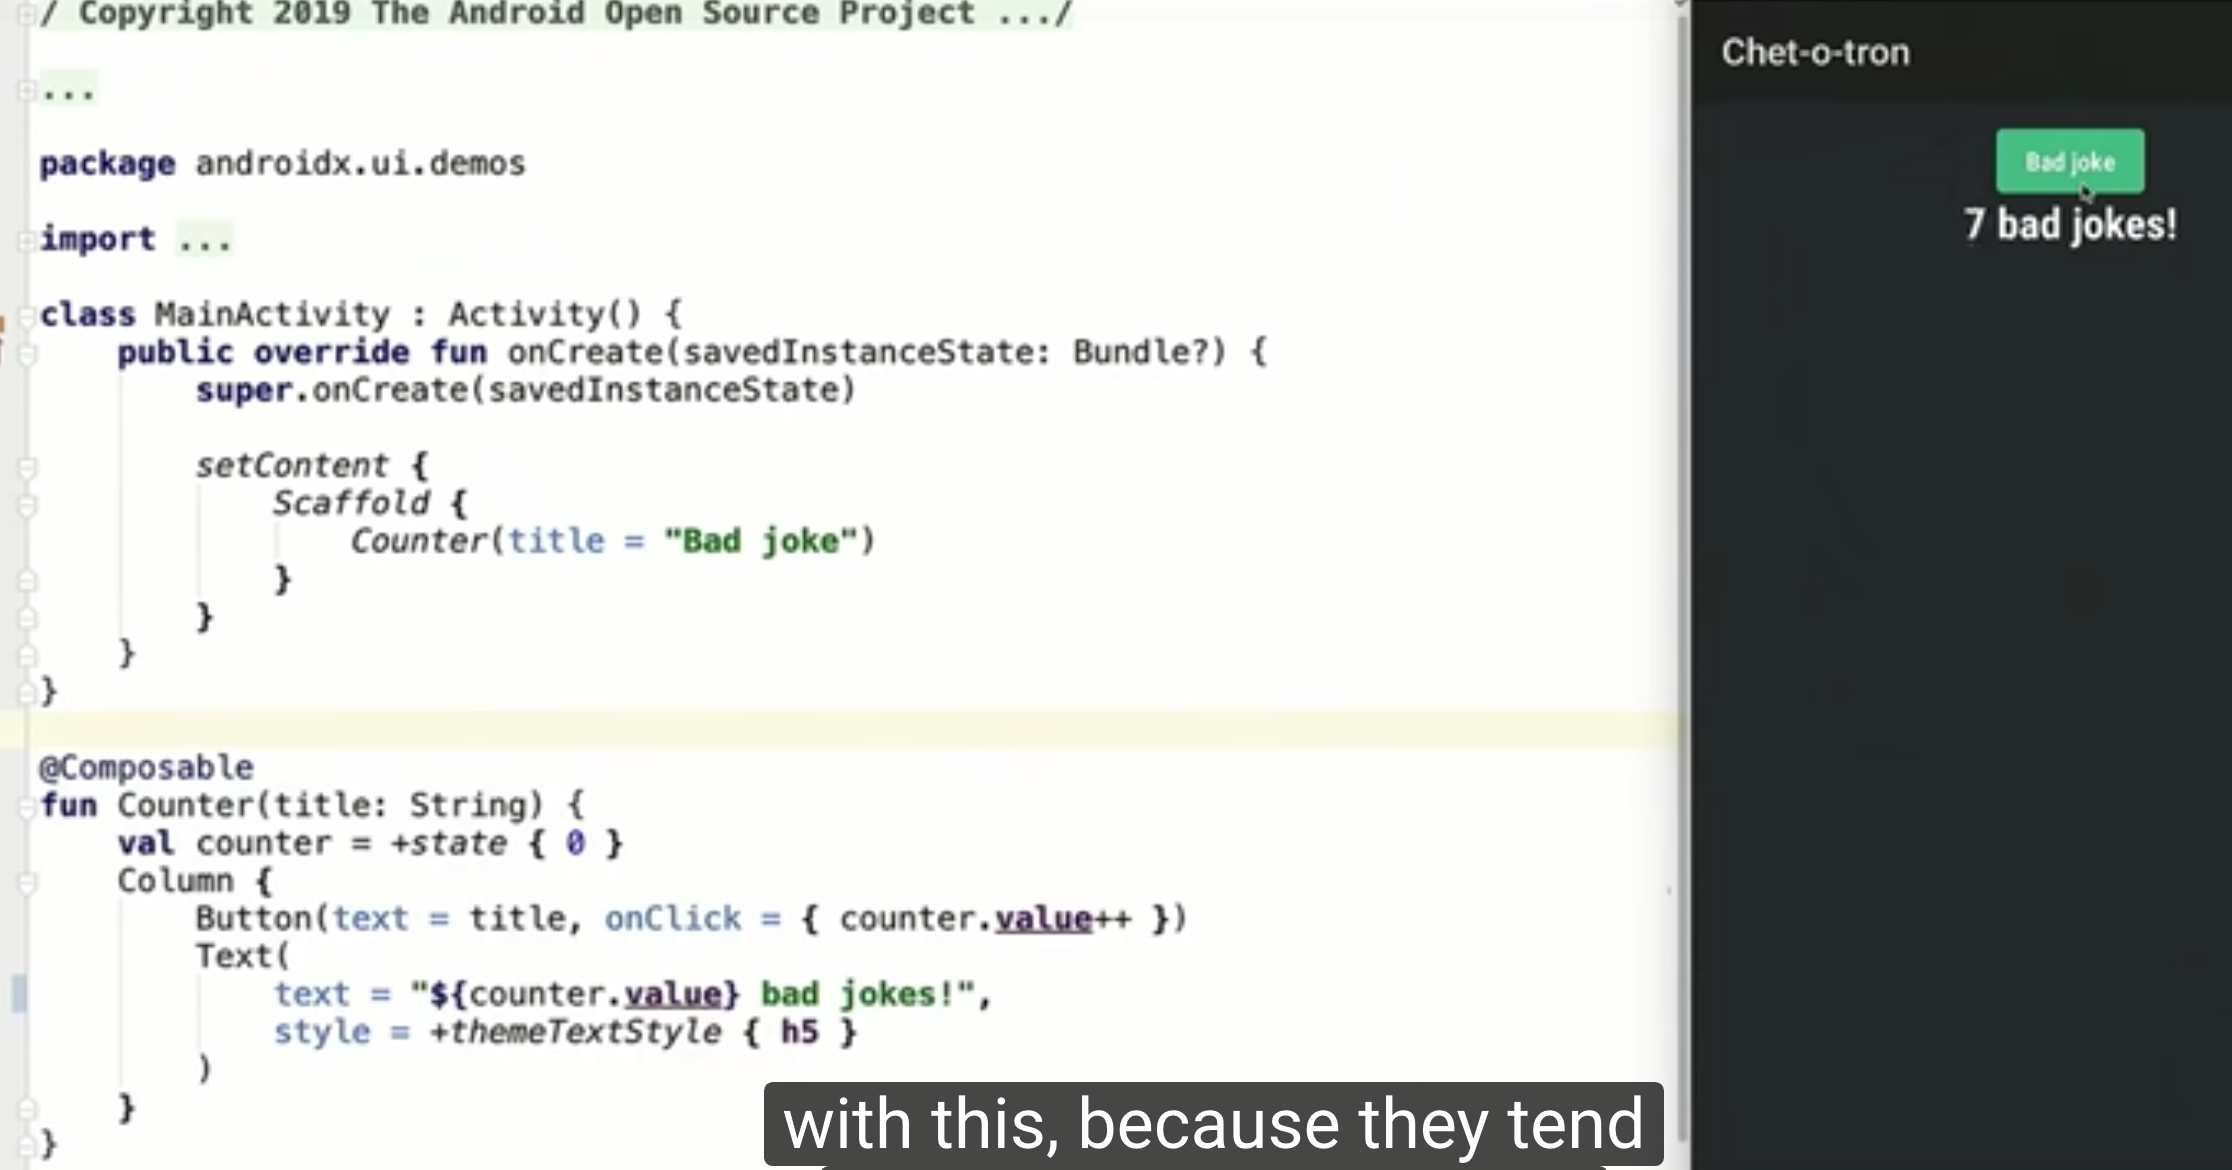 / Copyright 2019 The Android Open Source Project .../
...
package androidx.ui.demos
import ...
class MainActivity : Activity() {
    public override fun onCreate(savedInstanceState: Bundle?) {
        super.onCreate(savedInstanceState)
        setContent {
            Scaffold {
                Counter(title = "Bad joke")
            }
        }
    }
}
@Composable
fun Counter(title: String) {
    val counter = +state { 0 }
    Column {
        Button(text = title, onClick = { counter.value++ })
        Text(
            text = "${counter.value} bad jokes!",
            style = +themeTextStyle { h5 }
        )
    }
}
Chet-o-tron
Bad joke
7 bad jokes!
with this, because they tend